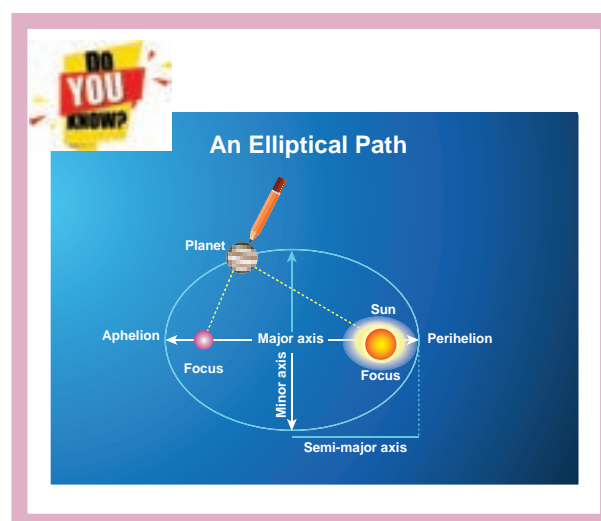 DO
YOU
KNOW?
An Elliptical Path
Planet
Sun
Aphelion
Major axis
Perihelion
Focus
Focus
Minor axis
Semi-major axis